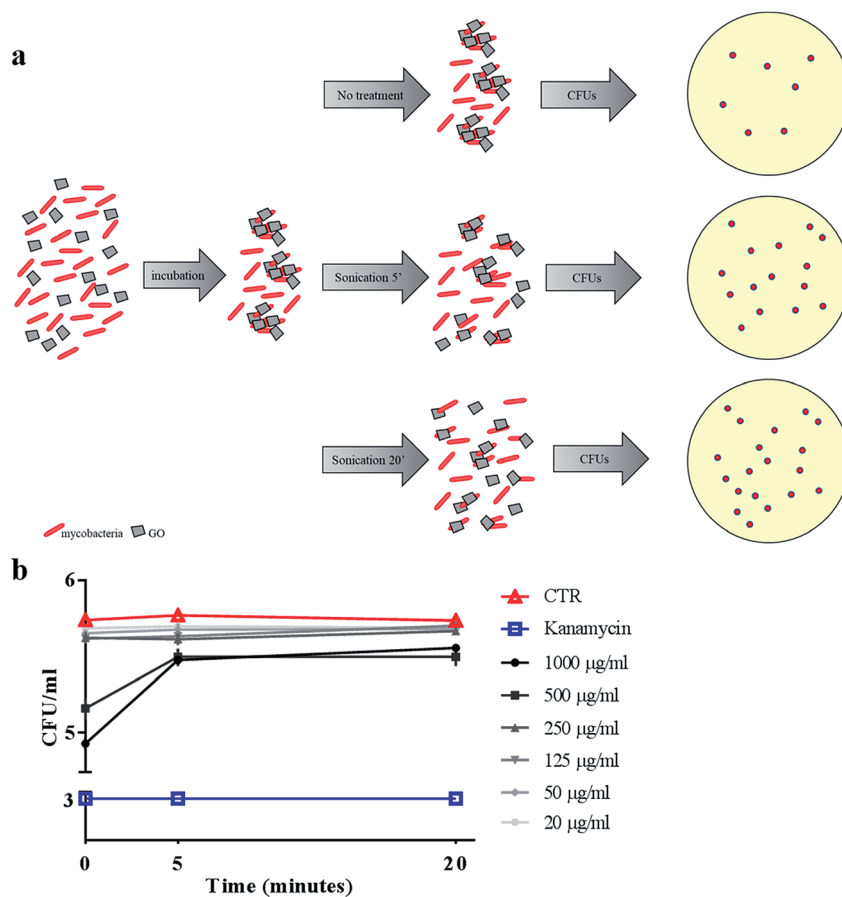 a
No treatment
CFUs
incubation
Sonication 5'
CFUs
Sonication 20'
CFUs
mycobacteria
GO
b
6
5
3
CFU/ml
0
5
20
Time (minutes)
CTR
Kanamycin
1000 μg/ml
500 μg/ml
250 μg/ml
125 μg/ml
50 μg/ml
20 μg/ml